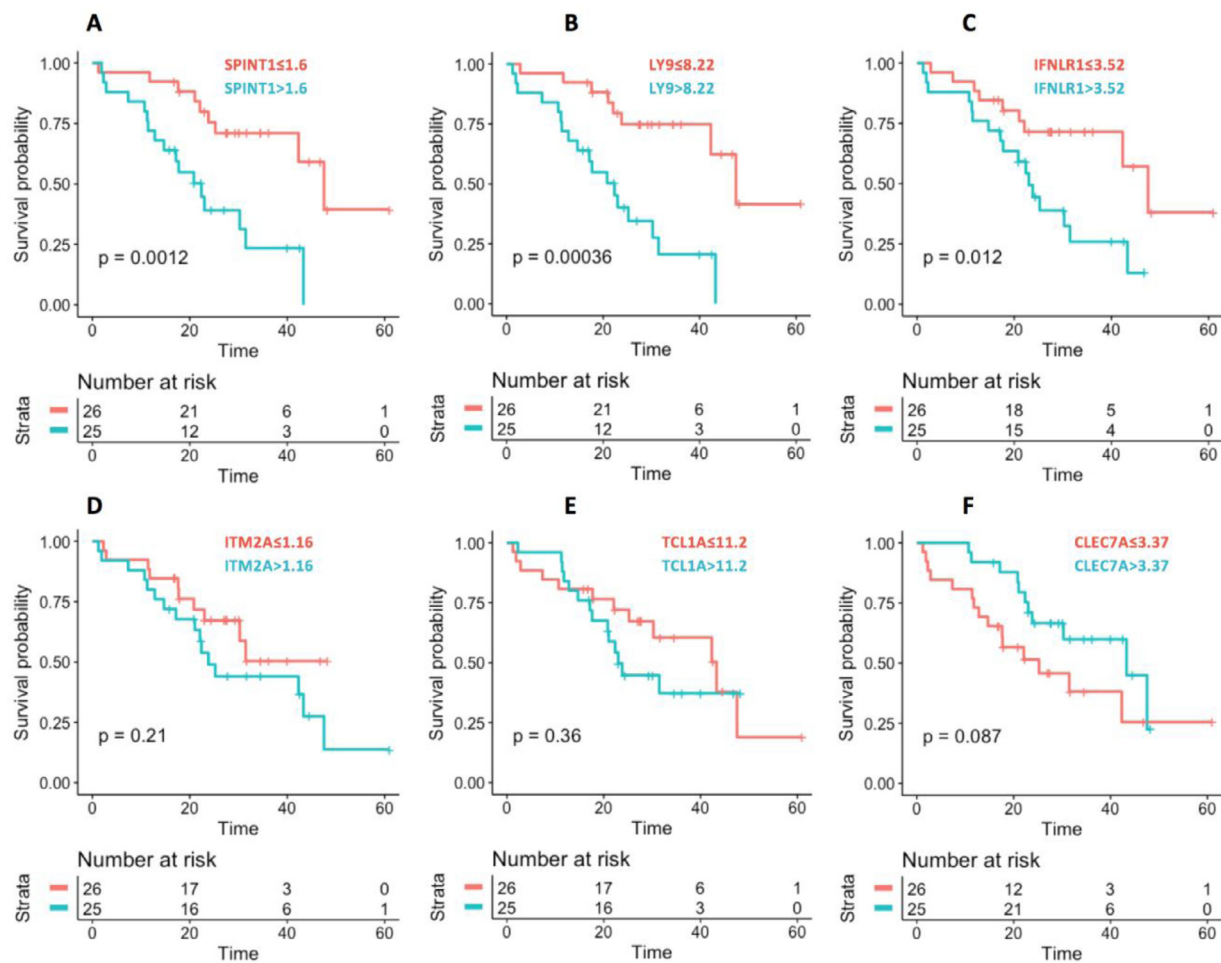 A
SPINT1≤1.6
SPINT1>1.6
1.00
0.75
0.50
0.25
0.00
Survival probability
p = 0.0012
0 20 40 60
Time
Number at risk
Strata
26 21 6 1
25 12 3 0
0 20 40 60
Time
B
LY9≤8.22
LY9>8.22
1.00
0.75
0.50
0.25
0.00
Survival probability
p = 0.00036
0 20 40 60
Time
Number at risk
Strata
26 21 6 1
25 12 3 0
0 20 40 60
Time
C
IFNLR1≤3.52
IFNLR1>3.52
1.00
0.75
0.50
0.25
0.00
Survival probability
p = 0.012
0 20 40 60
Time
Number at risk
Strata
26 18 5 1
25 15 4 0
0 20 40 60
Time
D
ITM2A≤1.16
ITM2A>1.16
1.00
0.75
0.50
0.25
0.00
Survival probability
p = 0.21
0 20 40 60
Time
Number at risk
Strata
26 17 3 0
25 16 6 1
0 20 40 60
Time
E
TCL1A≤11.2
TCL1A>11.2
1.00
0.75
0.50
0.25
0.00
Survival probability
p = 0.36
0 20 40 60
Time
Number at risk
Strata
26 17 6 1
25 16 3 0
0 20 40 60
Time
F
CLEC7A≤3.37
CLEC7A>3.37
1.00
0.75
0.50
0.25
0.00
Survival probability
p = 0.087
0 20 40 60
Time
Number at risk
Strata
26 12 3 1
25 21 6 0
0 20 40 60
Time